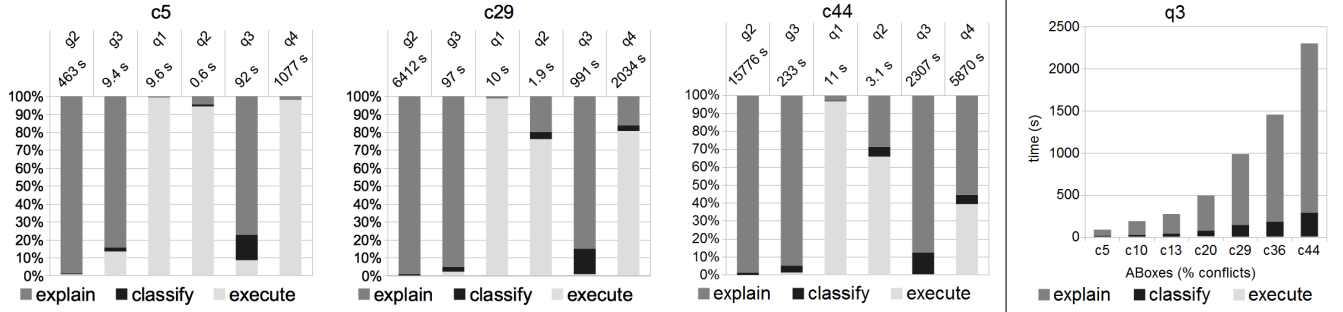 c5
g2 g3 q1 q2 q3 q4
463 s 9.4 s 9.6 s 0.6 s 92 s 1077 s
100%
90%
80%
70%
60%
50%
40%
30%
20%
10%
0%
explain classify execute
c29
g2 g3 q1 q2 q3 q4
6412 s 97 s 10 s 1.9 s 991 s 2034 s
100%
90%
80%
70%
60%
50%
40%
30%
20%
10%
0%
explain classify execute
c44
g2 g3 q1 q2 q3 q4
15776 s 233 s 11 s 3.1 s 2307 s 5870 s
100%
90%
80%
70%
60%
50%
40%
30%
20%
10%
0%
explain classify execute
q3
time (s)
2500
2000
1500
1000
500
0
c5 c10 c13 c20 c29 c36 c44
ABoxes (% conflicts)
explain classify execute